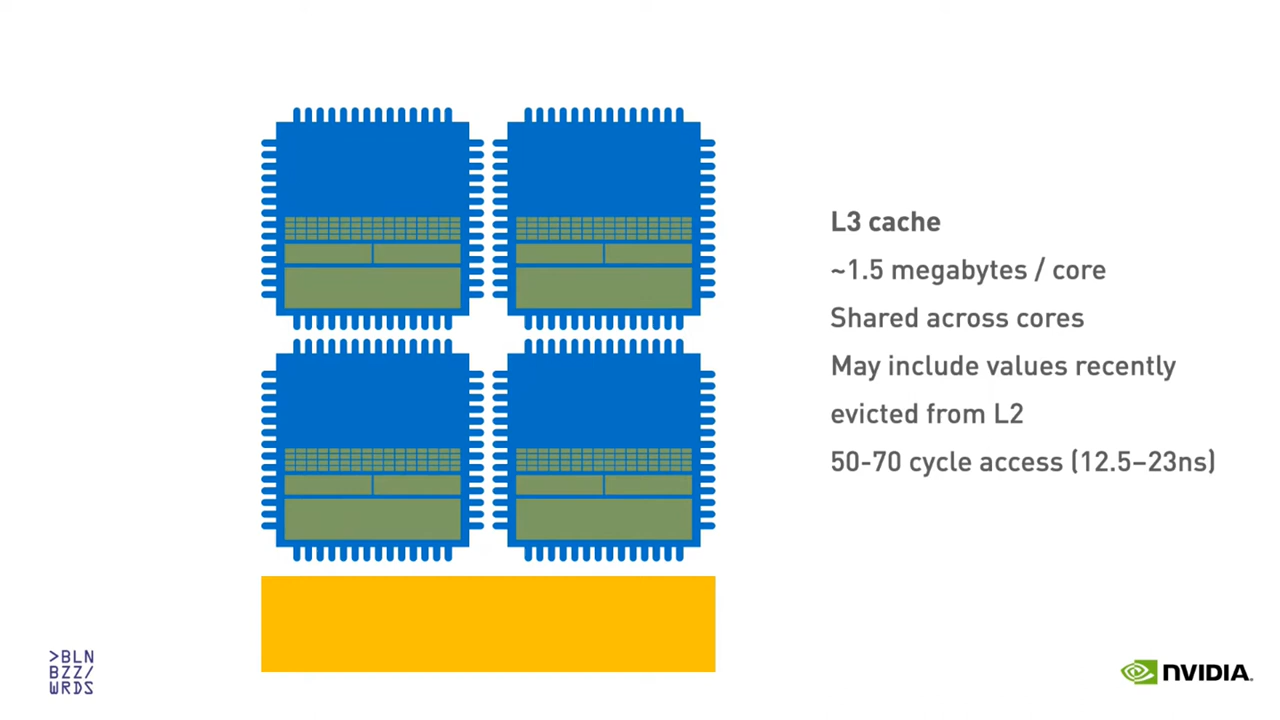 L3 cache
~1.5 megabytes / core
Shared across cores
May include values recently
evicted from L2
50-70 cycle access (12.5–23ns)
>BLN
BZZ/
WRDS
NVIDIA.